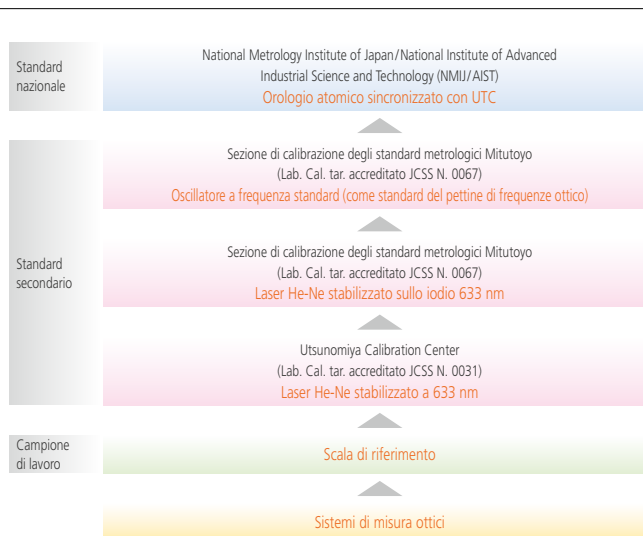 Standard
nazionale
National Metrology Institute of Japan/National Institute of Advanced
Industrial Science and Technology (NMIJ/AIST)
Orologio atomico sincronizzato con UTC
Standard
secondario
Sezione di calibrazione degli standard metrologici Mitutoyo
(Lab. Cal. tar. accreditato JCSS N. 0067)
Oscillatore a frequenza standard (come standard del pettine di frequenze ottico)
Sezione di calibrazione degli standard metrologici Mitutoyo
(Lab. Cal. tar. accreditato JCSS N. 0067)
Laser He-Ne stabilizzato sullo iodio 633 nm
Utsunomiya Calibration Center
(Lab. Cal. tar. accreditato JCSS N. 0031)
Laser He-Ne stabilizzato a 633 nm
Campione
di lavoro
Scala di riferimento
Sistemi di misura ottici